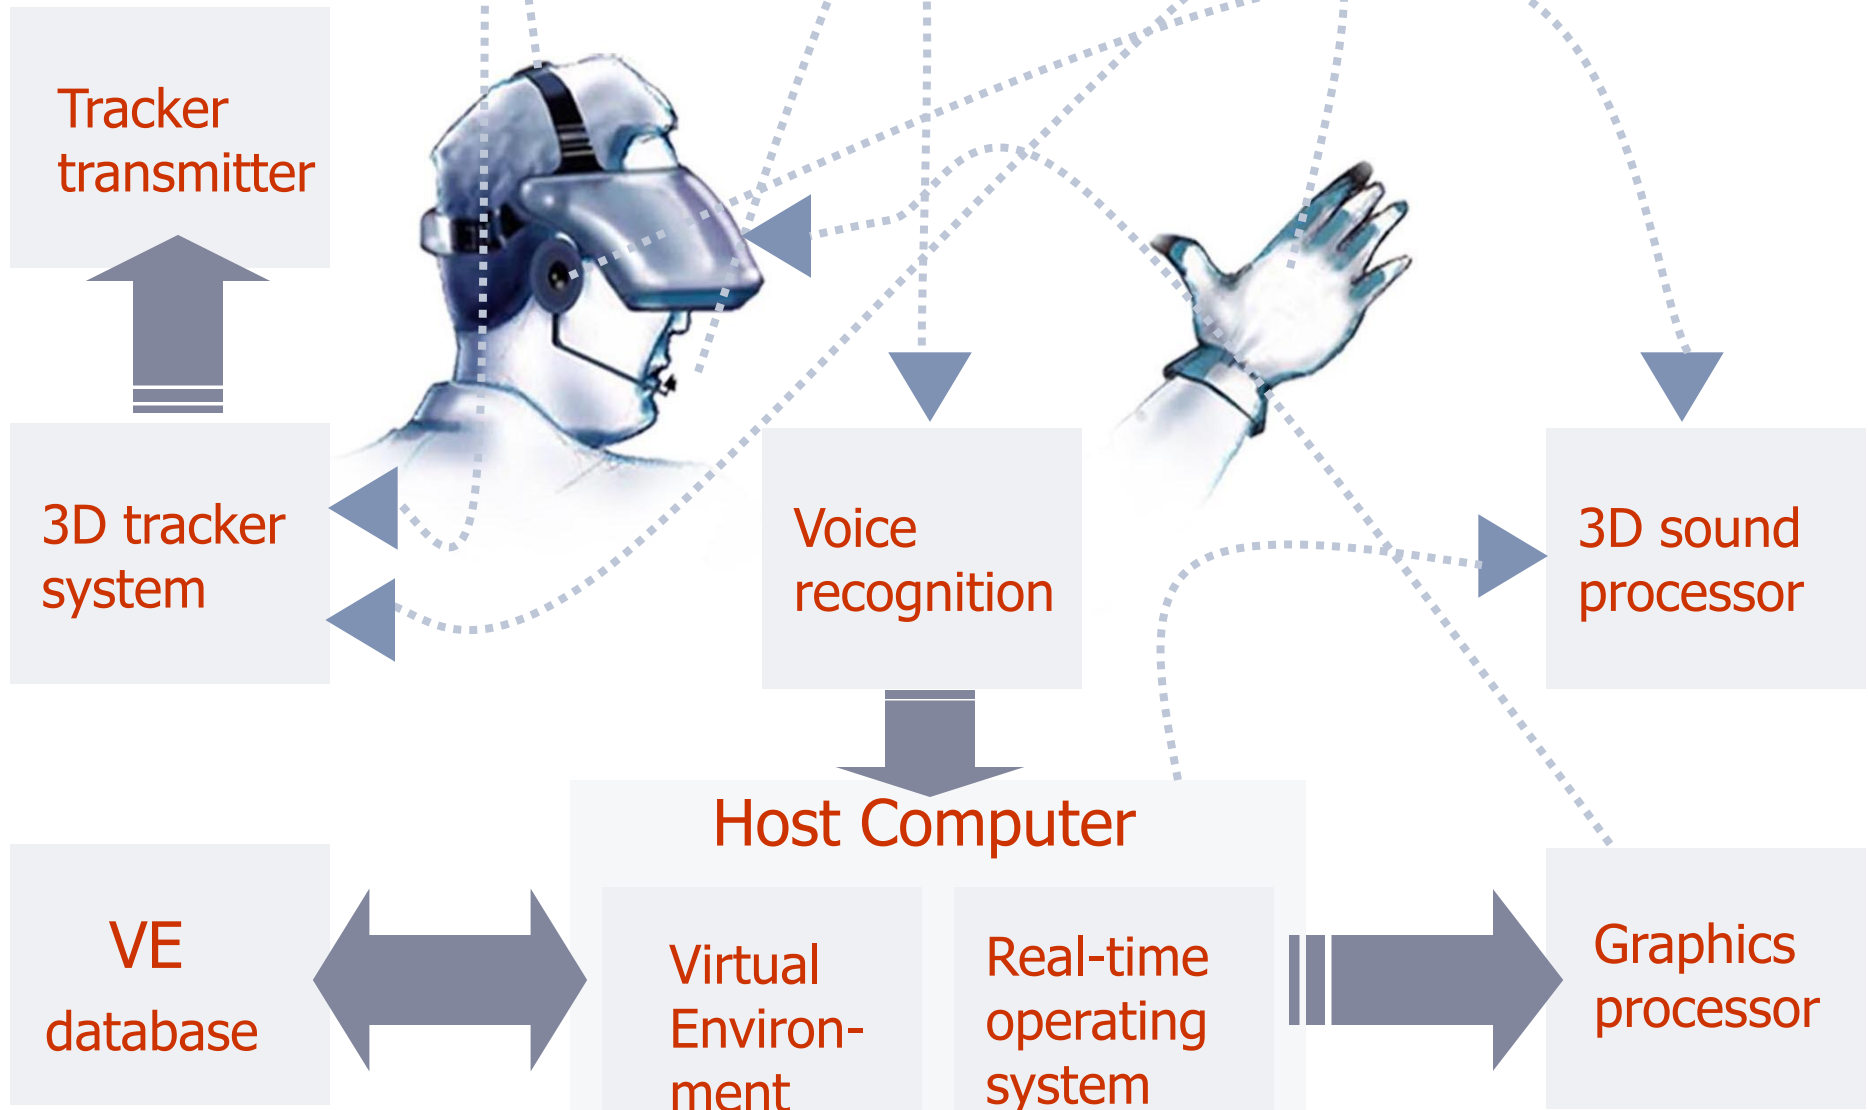 Tracker
transmitter
3D tracker
system
Voice
recognition
3D sound
processor
Host Computer
VE
database
Virtual
Environ-
ment
Real-time
operating
system
Graphics
processor